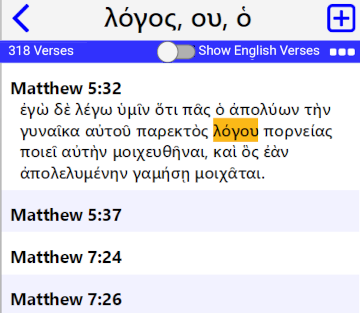 λόγος, ου, ὁ
318 Verses
Show English Verses
Matthew 5:32
ἐγὼ δὲ λέγω ὑμῖν ὅτι πᾶς ὁ ἀπολύων τὴν
γυναῖκα αὐτοῦ παρεκτὸς λόγου πορνείας
ποιεῖ αὐτὴν μοιχευθῆναι, καὶ ὃς ἐὰν
ἀπολελυμένην γαμήσῃ μοιχᾶται.
Matthew 5:37
Matthew 7:24
Matthew 7:26